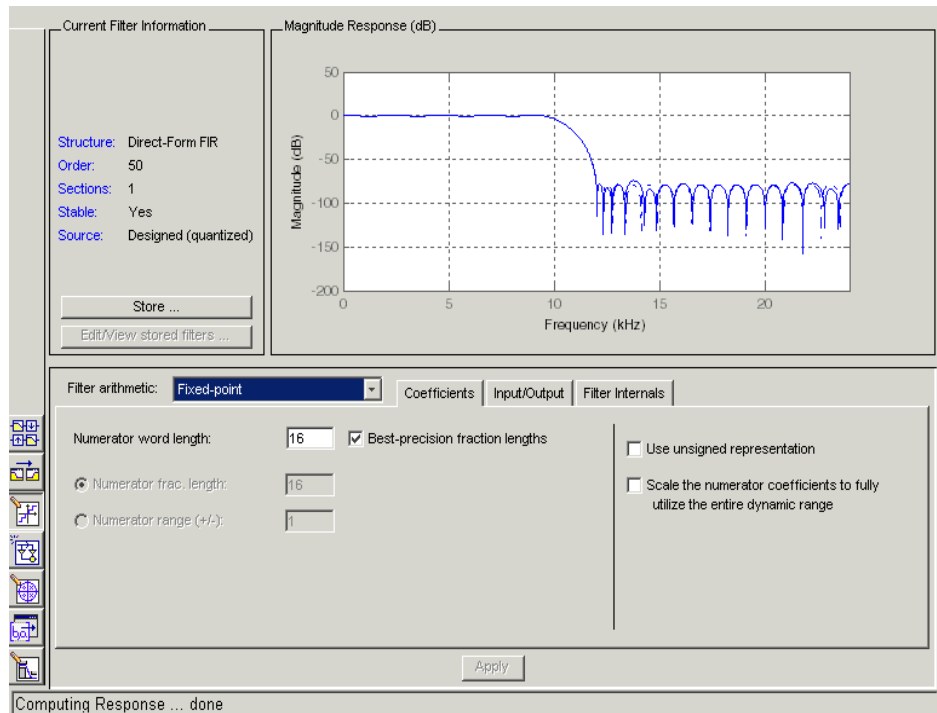 Current Filter Information
Structure: Direct-Form FIR
Order: 50
Sections: 1
Stable: Yes
Source: Designed (quantized)
Store ...
Edit/View stored filters ...
Magnitude Response (dB)
50
0
-50
-100
-150
-200
Magnitude (dB)
0 5 10 15 20
Frequency (kHz)
Filter arithmetic: Fixed-point
Coefficients Input/Output Filter Internals
Numerator word length: 16 Best-precision fraction lengths
Numerator frac. length: 16
Numerator range (+/-): 1
Use unsigned representation
Scale the numerator coefficients to fully
utilize the entire dynamic range
[b,a]
Apply
Computing Response ... done